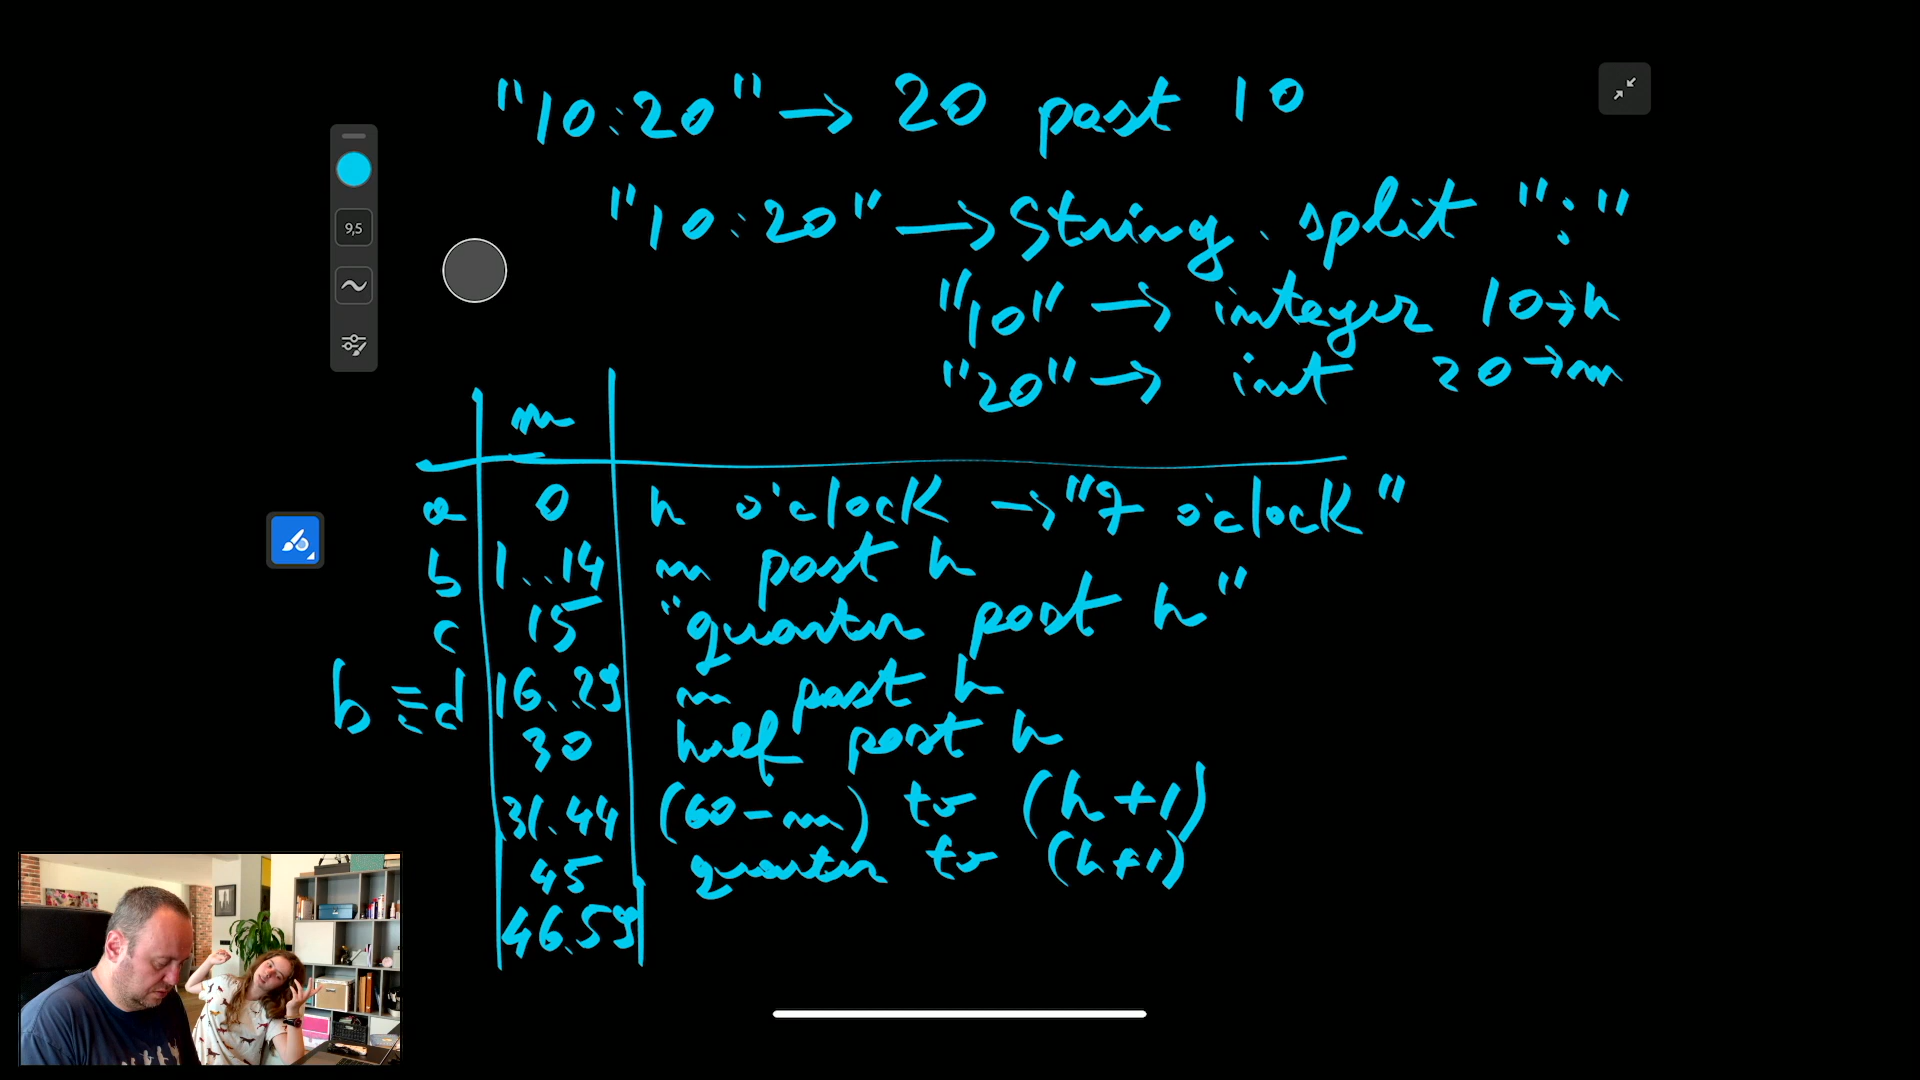 "10:20" → 20 past 10
"10:20" → String.split ":"
9,5
"10" → integer 10→h
"20" → int 20→m
m
a 0 h o'clock → "7 o'clock"
b 1..14 m past h
c 15 "quarter past h"
b ≡ d 16..29 m past h
30 half past h
31.44 (60-m) to (h+1)
45 quarter to (h+1)
46.59